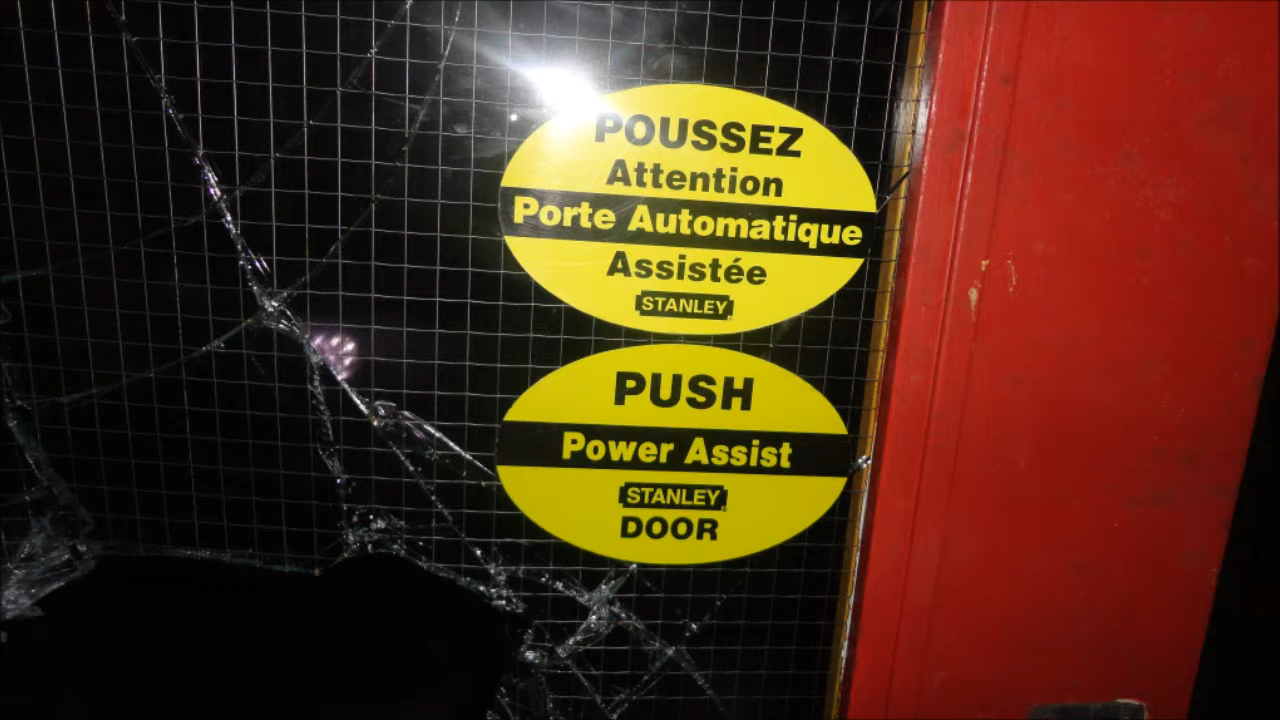 POUSSEZ
Attention
Porte Automatique
Assistée
STANLEY
PUSH
Power Assist
STANLEY
DOOR